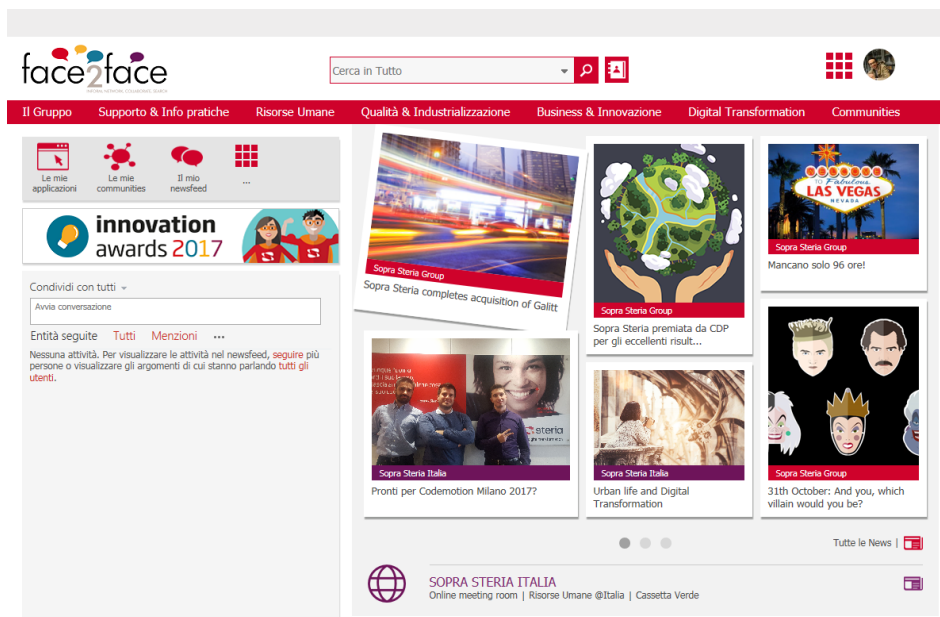 face2face
Cerca in Tutto
Il Gruppo Supporto & Info pratiche Risorse Umane Qualità & Industrializzazione Business & Innovazione Digital Transformation Communities
Le mie
applicazioni
Le mie
communities
Il mio
newsfeed
...
innovation
awards 2017
Condividi con tutti
Avvia conversazione
Entità seguite Tutti Menzioni ...
Nessuna attività. Per visualizzare le attività nel newsfeed, seguire più
persone o visualizzare gli argomenti di cui stanno parlando tutti gli
utenti.
Sopra Steria Group
Sopra Steria completes acquisition of Galitt
Sopra Steria Group
Sopra Steria premiata da CDP
per gli eccellenti risult...
TO Fabulous
LAS VEGAS
NEVADA
Sopra Steria Group
Mancano solo 96 ore!
steria
Sopra Steria Italia
Pronti per Codemotion Milano 2017?
Sopra Steria Italia
Urban life and Digital
Transformation
Sopra Steria Group
31th October: And you, which
villain would you be?
Tutte le News |
SOPRA STERIA ITALIA
Online meeting room | Risorse Umane @Italia | Cassetta
Verde